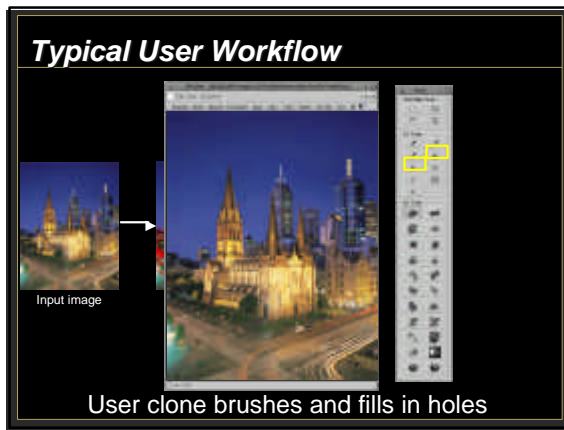 Typical User Workflow
Input image
User clone brushes and fills in holes